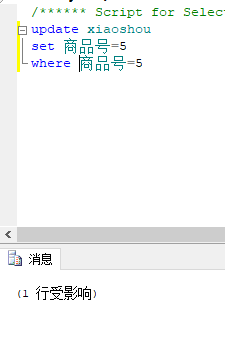 /****** Script for Selec
update xiaoshou
set 商品号=5
where 商品号=5
消息
(1 行受影响)